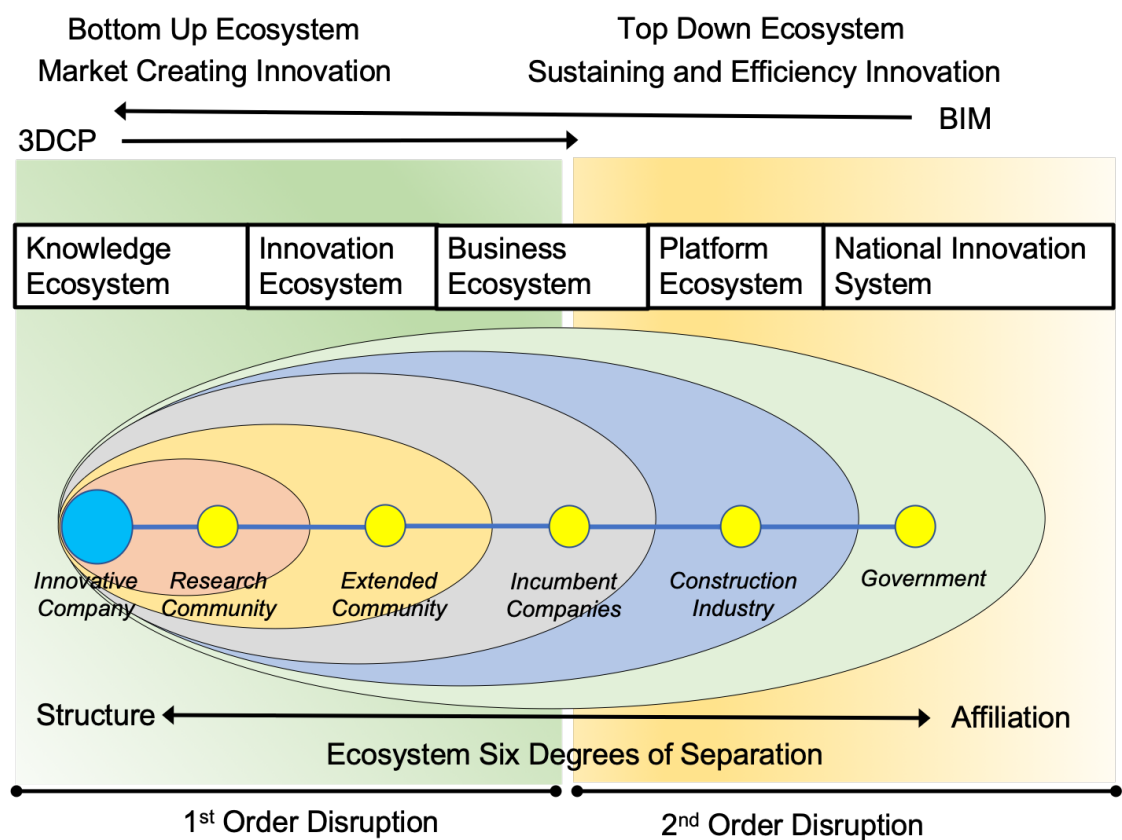 Bottom Up Ecosystem
Market Creating Innovation
Top Down Ecosystem
Sustaining and Efficiency Innovation
BIM
3DCP
Knowledge
Ecosystem
Innovation
Ecosystem
Business
Ecosystem
Platform
Ecosystem
National Innovation
System
Innovative
Company
Research
Community
Extended
Community
Incumbent
Companies
Construction
Industry
Government
Structure
Affiliation
Ecosystem Six Degrees of Separation
1st Order Disruption
2nd Order Disruption